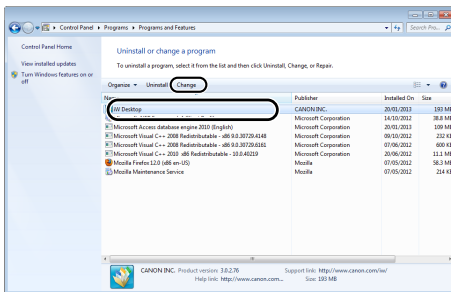 Control Panel ▸ Programs ▸ Programs and Features
Search Pro...
Control Panel Home
View installed updates
Turn Windows features on or
off
Uninstall or change a program
To uninstall a program, select it from the list and then click Uninstall, Change, or Repair.
Organize Uninstall Change
Publisher Installed On Size
iW Desktop CANON INC. 20/01/2013 193 MB
Microsoft Corporation 14/10/2012 38.8 MB
Microsoft Access database engine 2010 (English) Microsoft Corporation 20/01/2013 109 MB
Microsoft Visual C++ 2008 Redistributable - x86 9.0.30729.4148 Microsoft Corporation 09/10/2012 232 KB
Microsoft Visual C++ 2008 Redistributable - x86 9.0.30729.6161 Microsoft Corporation 07/06/2012 600 KB
Microsoft Visual C++ 2010 x86 Redistributable - 10.0.40219 Microsoft Corporation 20/06/2012 11.1 MB
Mozilla Firefox 12.0 (x86 en-US) Mozilla 07/05/2012 58.3 MB
Mozilla Maintenance Service Mozilla 07/05/2012 214 KB
CANON INC. Product version: 3.0.2.76 Support link: http://www.canon.com/iw/
Help link: http://www.canon.com... Size: 193 MB